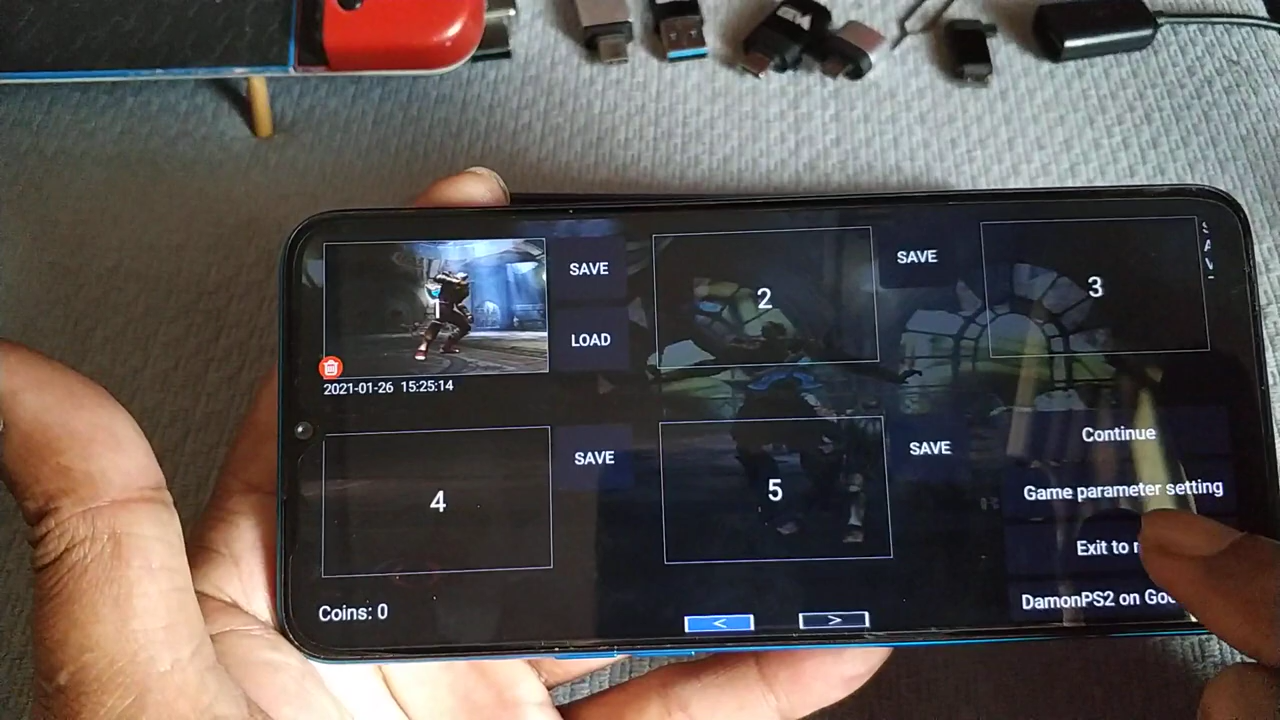 SAVE
LOAD
2021-01-26 15:25:14
2
SAVE
3
S
A
V
4
SAVE
5
SAVE
Continue
Game parameter setting
Exit to
DamonPS2 on
Coins: 0
<
>